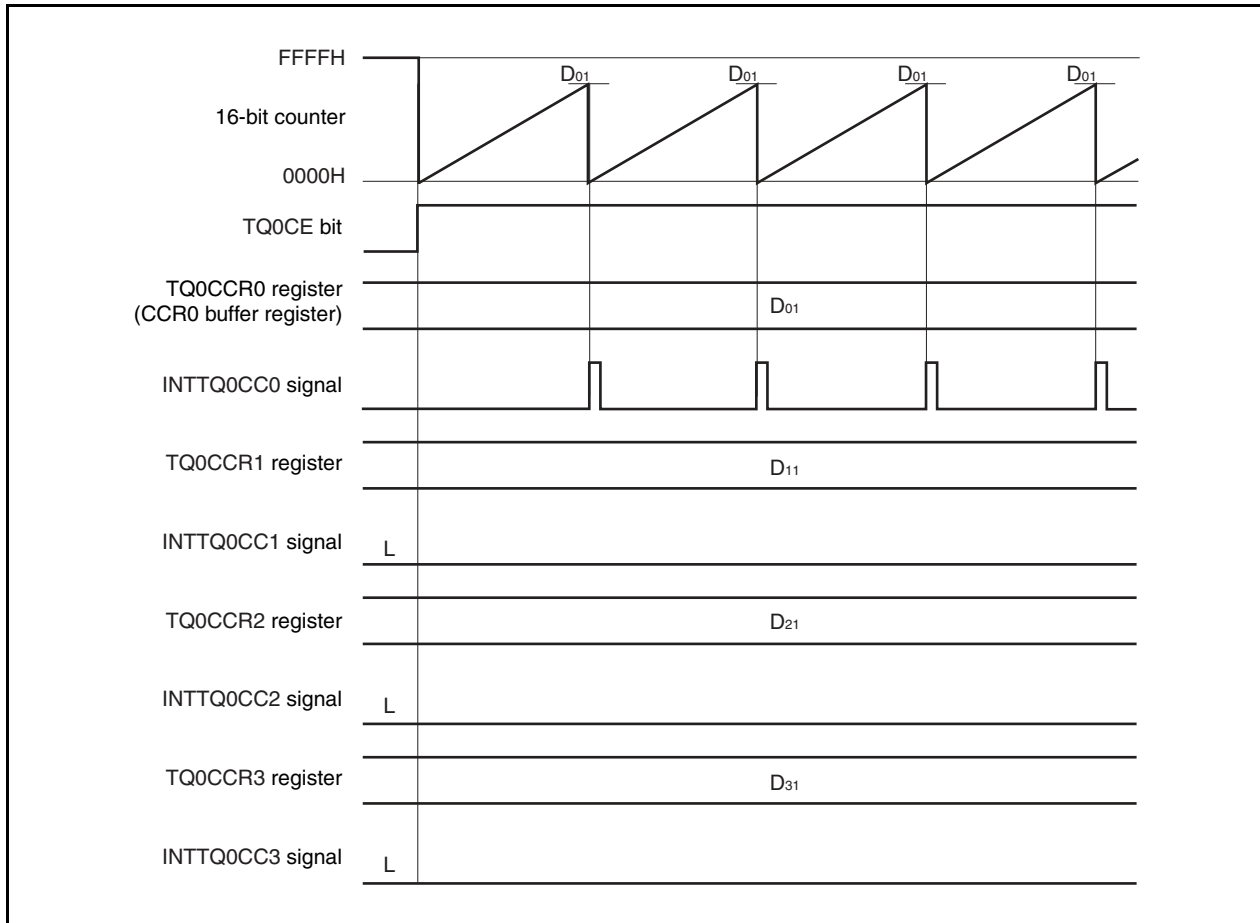 FFFFH
D01 D01 D01 D01
16-bit counter
0000H
TQ0CE bit
TQ0CCR0 register
(CCR0 buffer register)
D01
INTTQ0CC0 signal
TQ0CCR1 register
D11
INTTQ0CC1 signal L
TQ0CCR2 register
D21
INTTQ0CC2 signal L
TQ0CCR3 register
D31
INTTQ0CC3 signal L